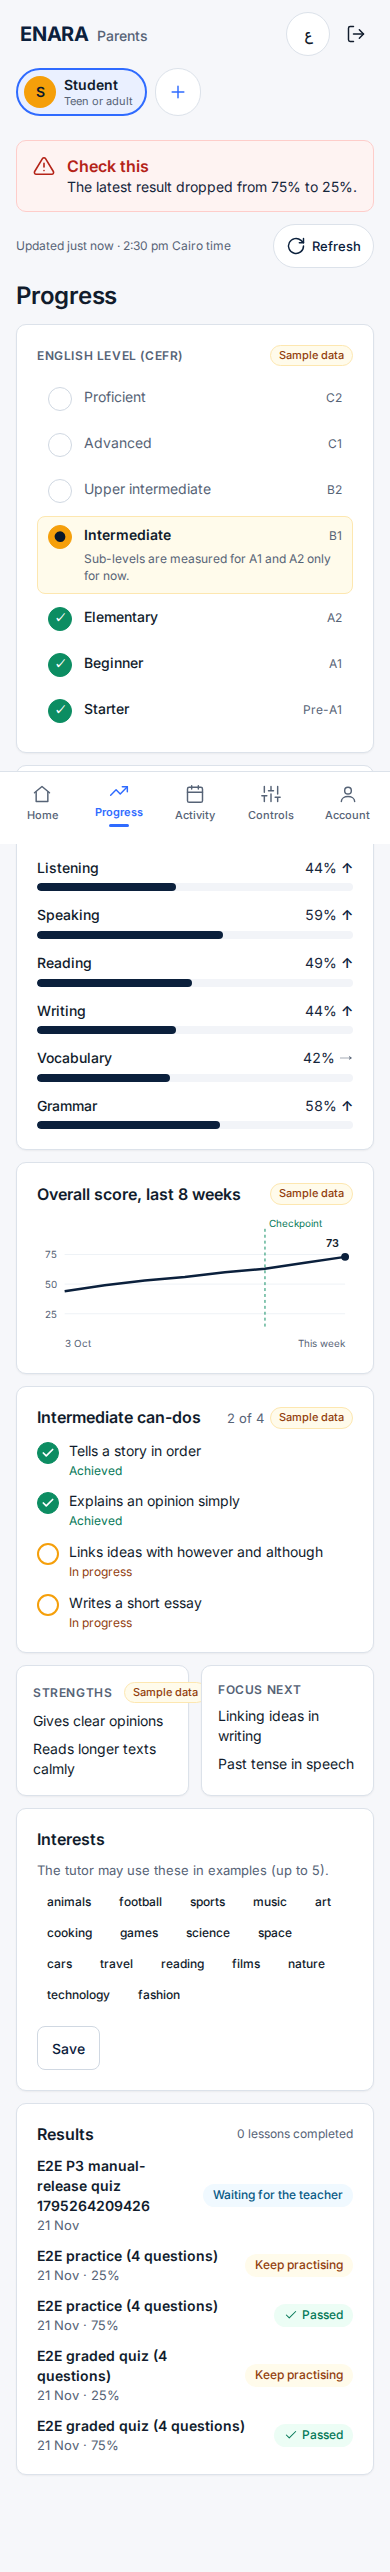 ENARA Parents
ع
S
Student
Teen or adult
Check this
The latest result dropped from 75% to 25%.
Updated just now · 2:30 pm Cairo time
Refresh
Progress
ENGLISH LEVEL (CEFR)
Sample data
Proficient C2
Advanced C1
Upper intermediate B2
Intermediate B1
Sub-levels are measured for A1 and A2 only
for now.
Elementary A2
Beginner A1
Starter Pre-A1
Home
Progress
Activity
Controls
Account
Listening 44% ↑
Speaking 59% ↑
Reading 49% ↑
Writing 44% ↑
Vocabulary 42% →
Grammar 58% ↑
Overall score, last 8 weeks
Sample data
Checkpoint
73
75
50
25
3 Oct
This week
Intermediate can-dos
2 of 4
Sample data
Tells a story in order
Achieved
Explains an opinion simply
Achieved
Links ideas with however and although
In progress
Writes a short essay
In progress
STRENGTHS
Sample data
Gives clear opinions
Reads longer texts
calmly
FOCUS NEXT
Linking ideas in
writing
Past tense in speech
Interests
The tutor may use these in examples (up to 5).
animals football sports music art
cooking games science space
cars travel reading films nature
technology fashion
Save
Results
0 lessons completed
E2E P3 manual-
release quiz
1795264209426
21 Nov
Waiting for the teacher
E2E practice (4 questions)
21 Nov · 25%
Keep practising
E2E practice (4 questions)
21 Nov · 75%
Passed
E2E graded quiz (4
questions)
21 Nov · 25%
Keep practising
E2E graded quiz (4 questions)
21 Nov · 75%
Passed